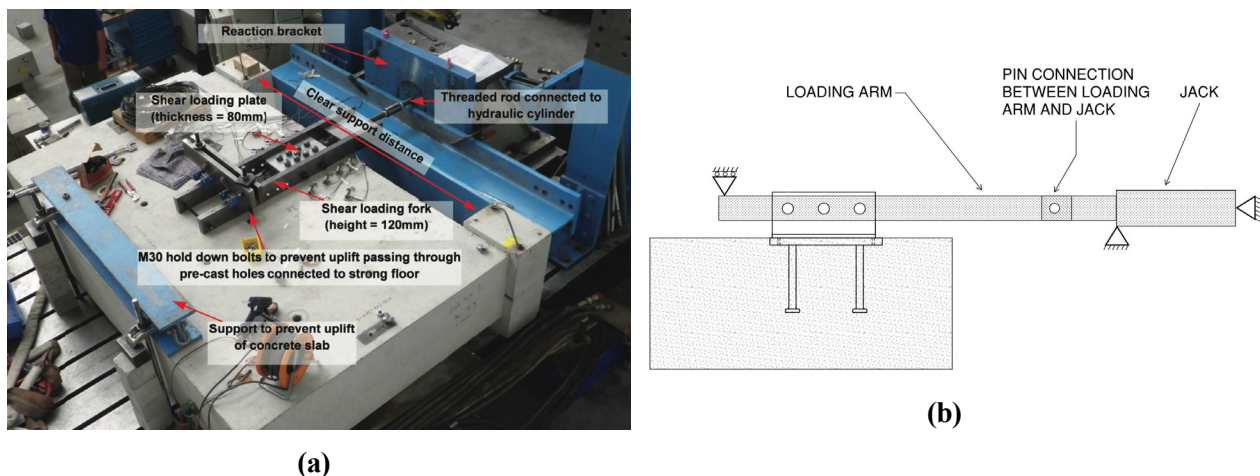 Reaction bracket
Shear loading plate
(thickness = 80mm)
Clear support distance
Threaded rod connected to
hydraulic cylinder
Shear loading fork
(height = 120mm)
M30 hold down bolts to prevent uplift passing through
pre-cast holes connected to strong floor
Support to prevent uplift
of concrete slab
(a)
LOADING ARM
PIN CONNECTION
BETWEEN LOADING
ARM AND JACK
JACK
(b)